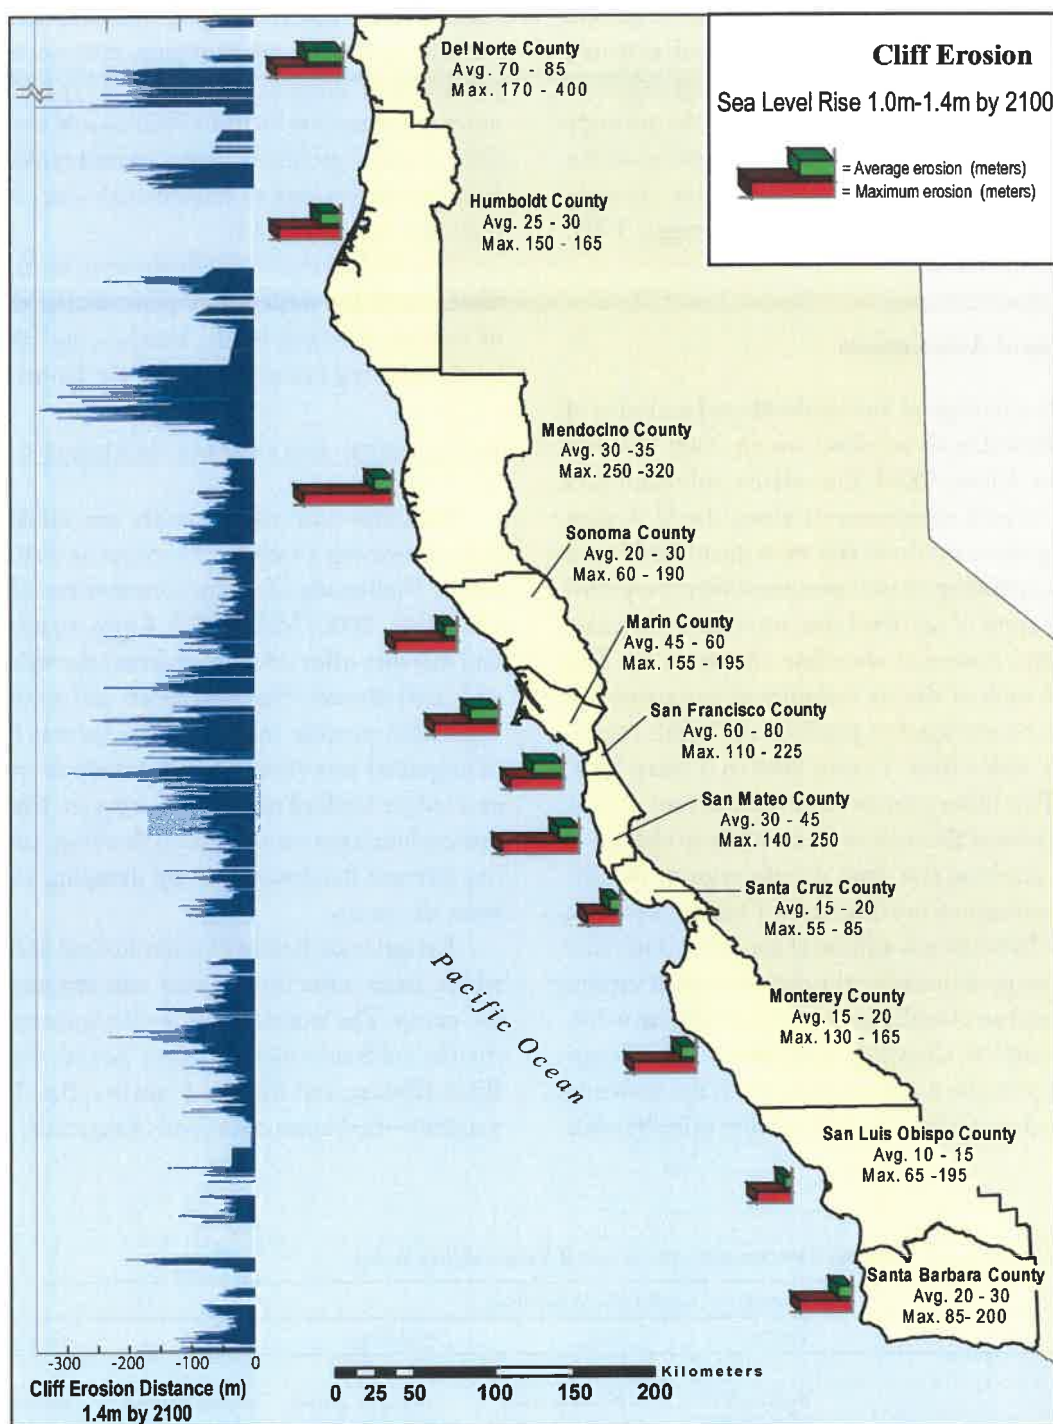 Cliff Erosion
Sea Level Rise 1.0m-1.4m by 2100
= Average erosion (meters)
= Maximum erosion (meters)
Del Norte County
Avg. 70 - 85
Max. 170 - 400
Humboldt County
Avg. 25 - 30
Max. 150 - 165
Mendocino County
Avg. 30 -35
Max. 250 -320
Sonoma County
Avg. 20 - 30
Max. 60 - 190
Marin County
Avg. 45 - 60
Max. 155 - 195
San Francisco County
Avg. 60 - 80
Max. 110 - 225
San Mateo County
Avg. 30 - 45
Max. 140 - 250
Santa Cruz County
Avg. 15 - 20
Max. 55 - 85
Pacific Ocean
Monterey County
Avg. 15 - 20
Max. 130 - 165
San Luis Obispo County
Avg. 10 - 15
Max. 65 -195
Santa Barbara County
Avg. 20 - 30
Max. 85- 200
-300 -200 -100 0
Cliff Erosion Distance (m)
1.4m by 2100
Kilometers
0 25 50 100 150 200